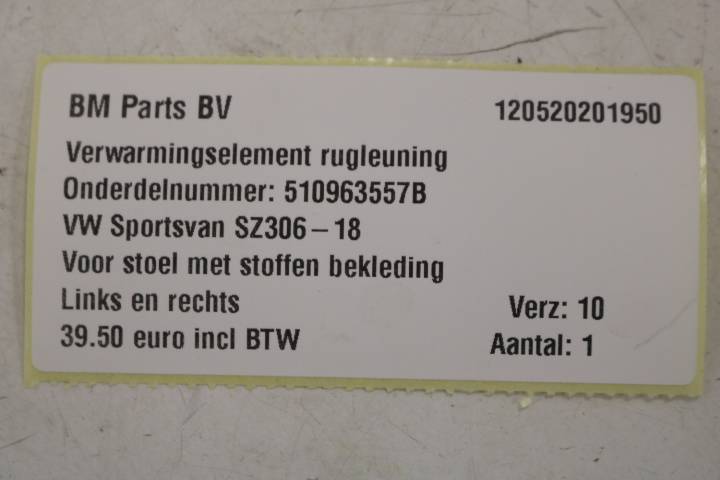 BM Parts BV 120520201950
Verwarmingselement rugleuning
Onderdelnummer: 510963557B
VW Sportsvan SZ306-18
Voor stoel met stoffen bekleding
Links en rechts Verz: 10
39.50 euro incl BTW Aantal: 1